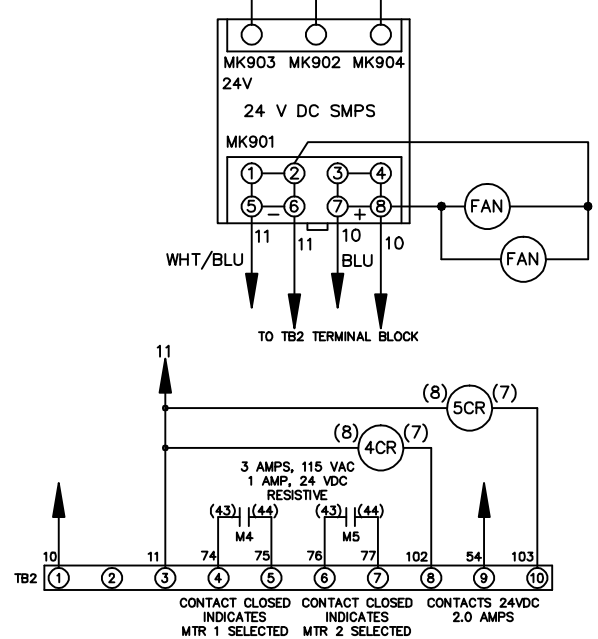 MK903 MK902 MK904
24V
24 V DC SMPS
MK901
1 2 3 4
5 – 6 7 + 8
FAN
FAN
11 11 10 10
WHT/BLU BLU
TO TB2 TERMINAL BLOCK
11
(8) 5CR (7)
(8) 4CR (7)
3 AMPS, 115 VAC
1 AMP, 24 VDC
RESISTIVE
(43) (44) (43) (44)
M4 M5
10 11 74 75 76 77 102 54 103
TB2 1 2 3 4 5 6 7 8 9 10
CONTACT CLOSED
INDICATES
MTR 1 SELECTED
CONTACT CLOSED
INDICATES
MTR 2 SELECTED
CONTACTS 24VDC
2.0 AMPS